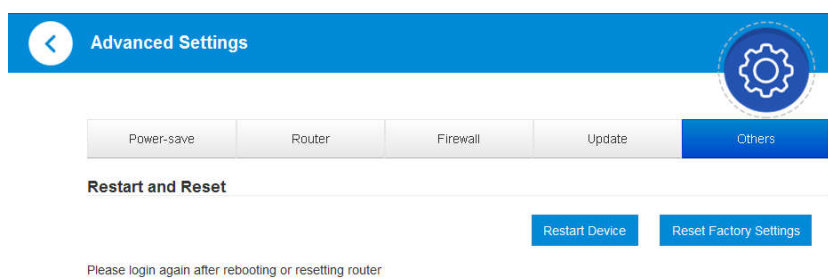 Advanced Settings
Power-save Router Firewall Update Others
Restart and Reset
Restart Device Reset Factory Settings
Please login again after rebooting or resetting router